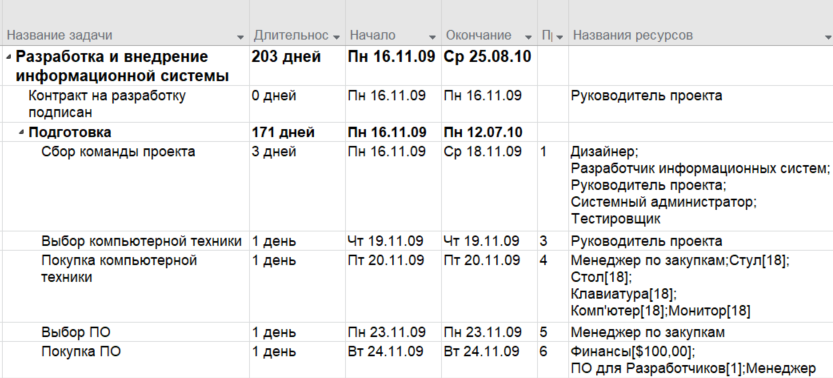 Название задачи Длительнос Начало Окончание П Названия ресурсов
Разработка и внедрение 203 дней Пн 16.11.09 Ср 25.08.10
информационной системы
Контракт на разработку 0 дней Пн 16.11.09 Пн 16.11.09 Руководитель проекта
подписан
Подготовка 171 дней Пн 16.11.09 Пн 12.07.10
Сбор команды проекта 3 дней Пн 16.11.09 Ср 18.11.09 1 Дизайнер;
Разработчик информационных систем;
Руководитель проекта;
Системный администратор;
Тестировщик
Выбор компьютерной техники 1 день Чт 19.11.09 Чт 19.11.09 3 Руководитель проекта
Покупка компьютерной 1 день Пт 20.11.09 Пт 20.11.09 4 Менеджер по закупкам;Стул[18];
техники Стол[18];
Клавиатура[18];
Комп'ютер[18];Монитор[18]
Выбор ПО 1 день Пн 23.11.09 Пн 23.11.09 5 Менеджер по закупкам
Покупка ПО 1 день Вт 24.11.09 Вт 24.11.09 6 Финансы[$100,00];
ПО для Разработчиков[1];Менеджер